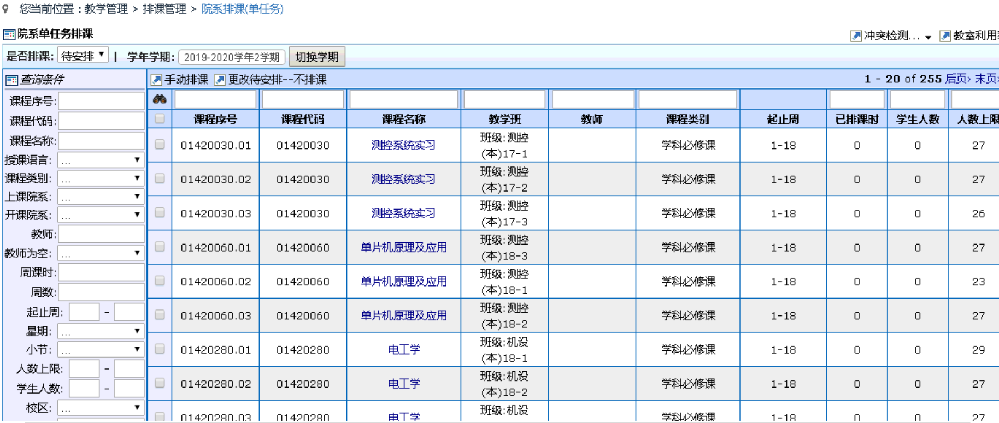 您当前位置：教学管理 > 排课管理 > 院系排课(单任务)
院系单任务排课
冲突检测... 教室利用
是否排课: 待安排 | 学年学期: 2019-2020学年2学期 切换学期
查询条件
课程序号:
课程代码:
课程名称:
授课语言: ...
课程类别: ...
上课院系: ...
开课院系: ...
教师:
教师为空: ...
周课时:
周数:
起止周: -
星期: ...
小节: ...
人数上限: -
学生人数: -
校区: ...
手动排课 更改待安排--不排课 1 - 20 of 255 后页› 末页›
课程序号 课程代码 课程名称 教学班 教师 课程类别 起止周 已排课时 学生人数 人数上限
01420030.01 01420030 测控系统实习 班级:测控(本)17-1 学科必修课 1-18 0 0 27
01420030.02 01420030 测控系统实习 班级:测控(本)17-2 学科必修课 1-18 0 0 27
01420030.03 01420030 测控系统实习 班级:测控(本)17-3 学科必修课 1-18 0 0 26
01420060.01 01420060 单片机原理及应用 班级:测控(本)18-3 学科必修课 1-18 0 0 27
01420060.02 01420060 单片机原理及应用 班级:测控(本)18-1 学科必修课 1-18 0 0 23
01420060.03 01420060 单片机原理及应用 班级:测控(本)18-2 学科必修课 1-18 0 0 27
01420280.01 01420280 电工学 班级:机设(本)18-1 学科必修课 1-18 0 0 29
01420280.02 01420280 电工学 班级:机设(本)18-2 学科必修课 1-18 0 0 27
01420280.03 01420280 电工学 班级:机设 学科必修课 1-18 0 0 27